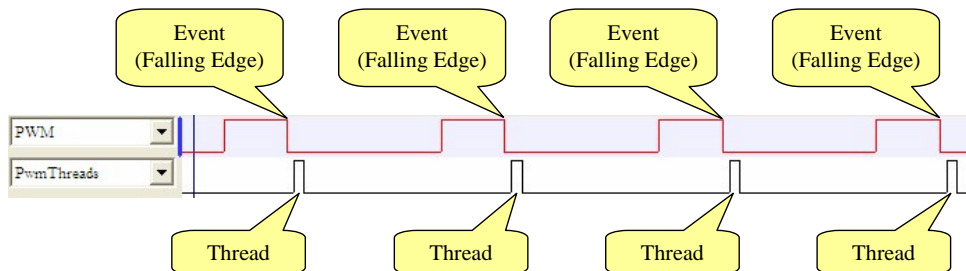 Event
(Falling Edge)
Event
(Falling Edge)
Event
(Falling Edge)
Event
(Falling Edge)
PWM
PwmThreads
Thread
Thread
Thread
Thread